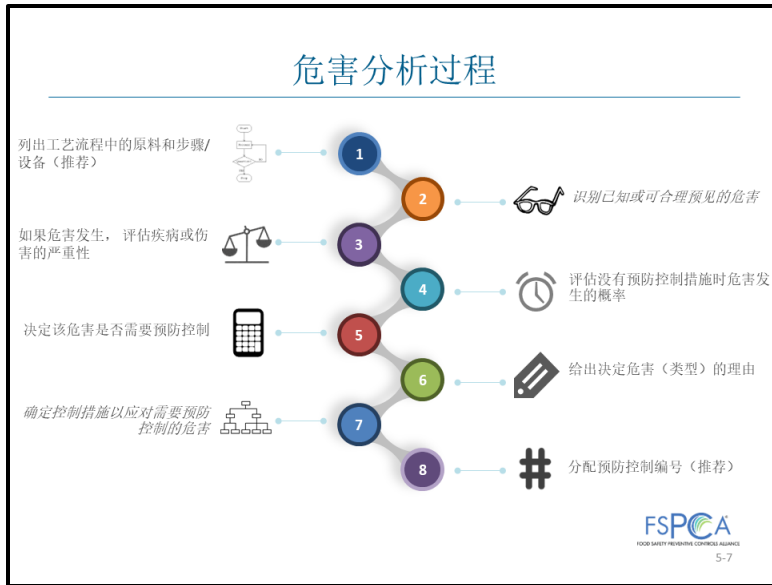 危害分析过程
列出工艺流程中的原料和步骤/
设备（推荐）
1
2
识别已知或可合理预见的危害
如果危害发生，评估疾病或伤
害的严重性
3
4
评估没有预防控制措施时危害发
生的概率
决定该危害是否需要预防控制
5
6
给出决定危害（类型）的理由
确定控制措施以应对需要预防
控制的危害
7
8
#
分配预防控制编号（推荐）
FSPCA
FOOD SAFETY PREVENTIVE CONTROLS ALLIANCE
5-7